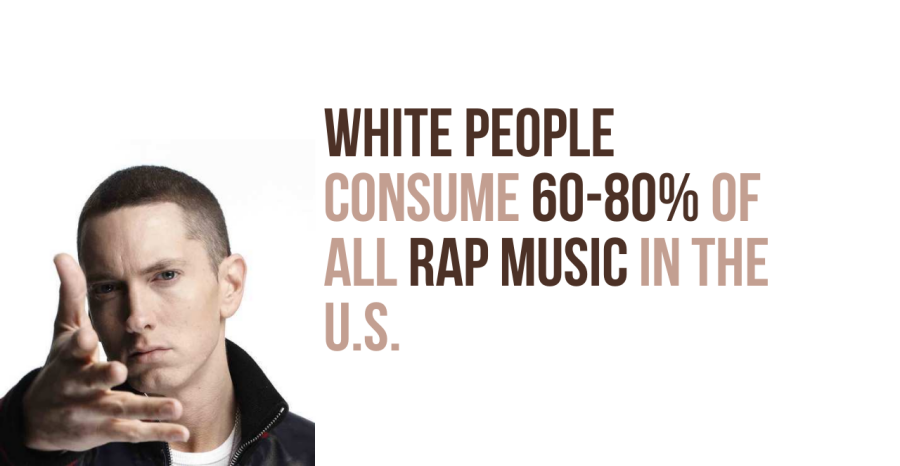 WHITE PEOPLE
CONSUME 60-80% OF
ALL RAP MUSIC IN THE
U.S.